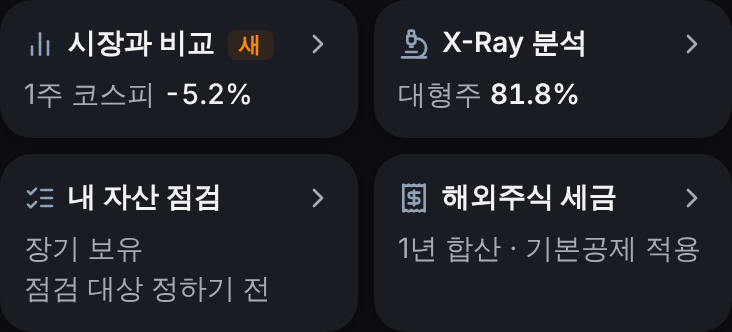 시장과 비교 새
1주 코스피 -5.2%
X-Ray 분석
대형주 81.8%
내 자산 점검
장기 보유
점검 대상 정하기 전
해외주식 세금
1년 합산 · 기본공제 적용